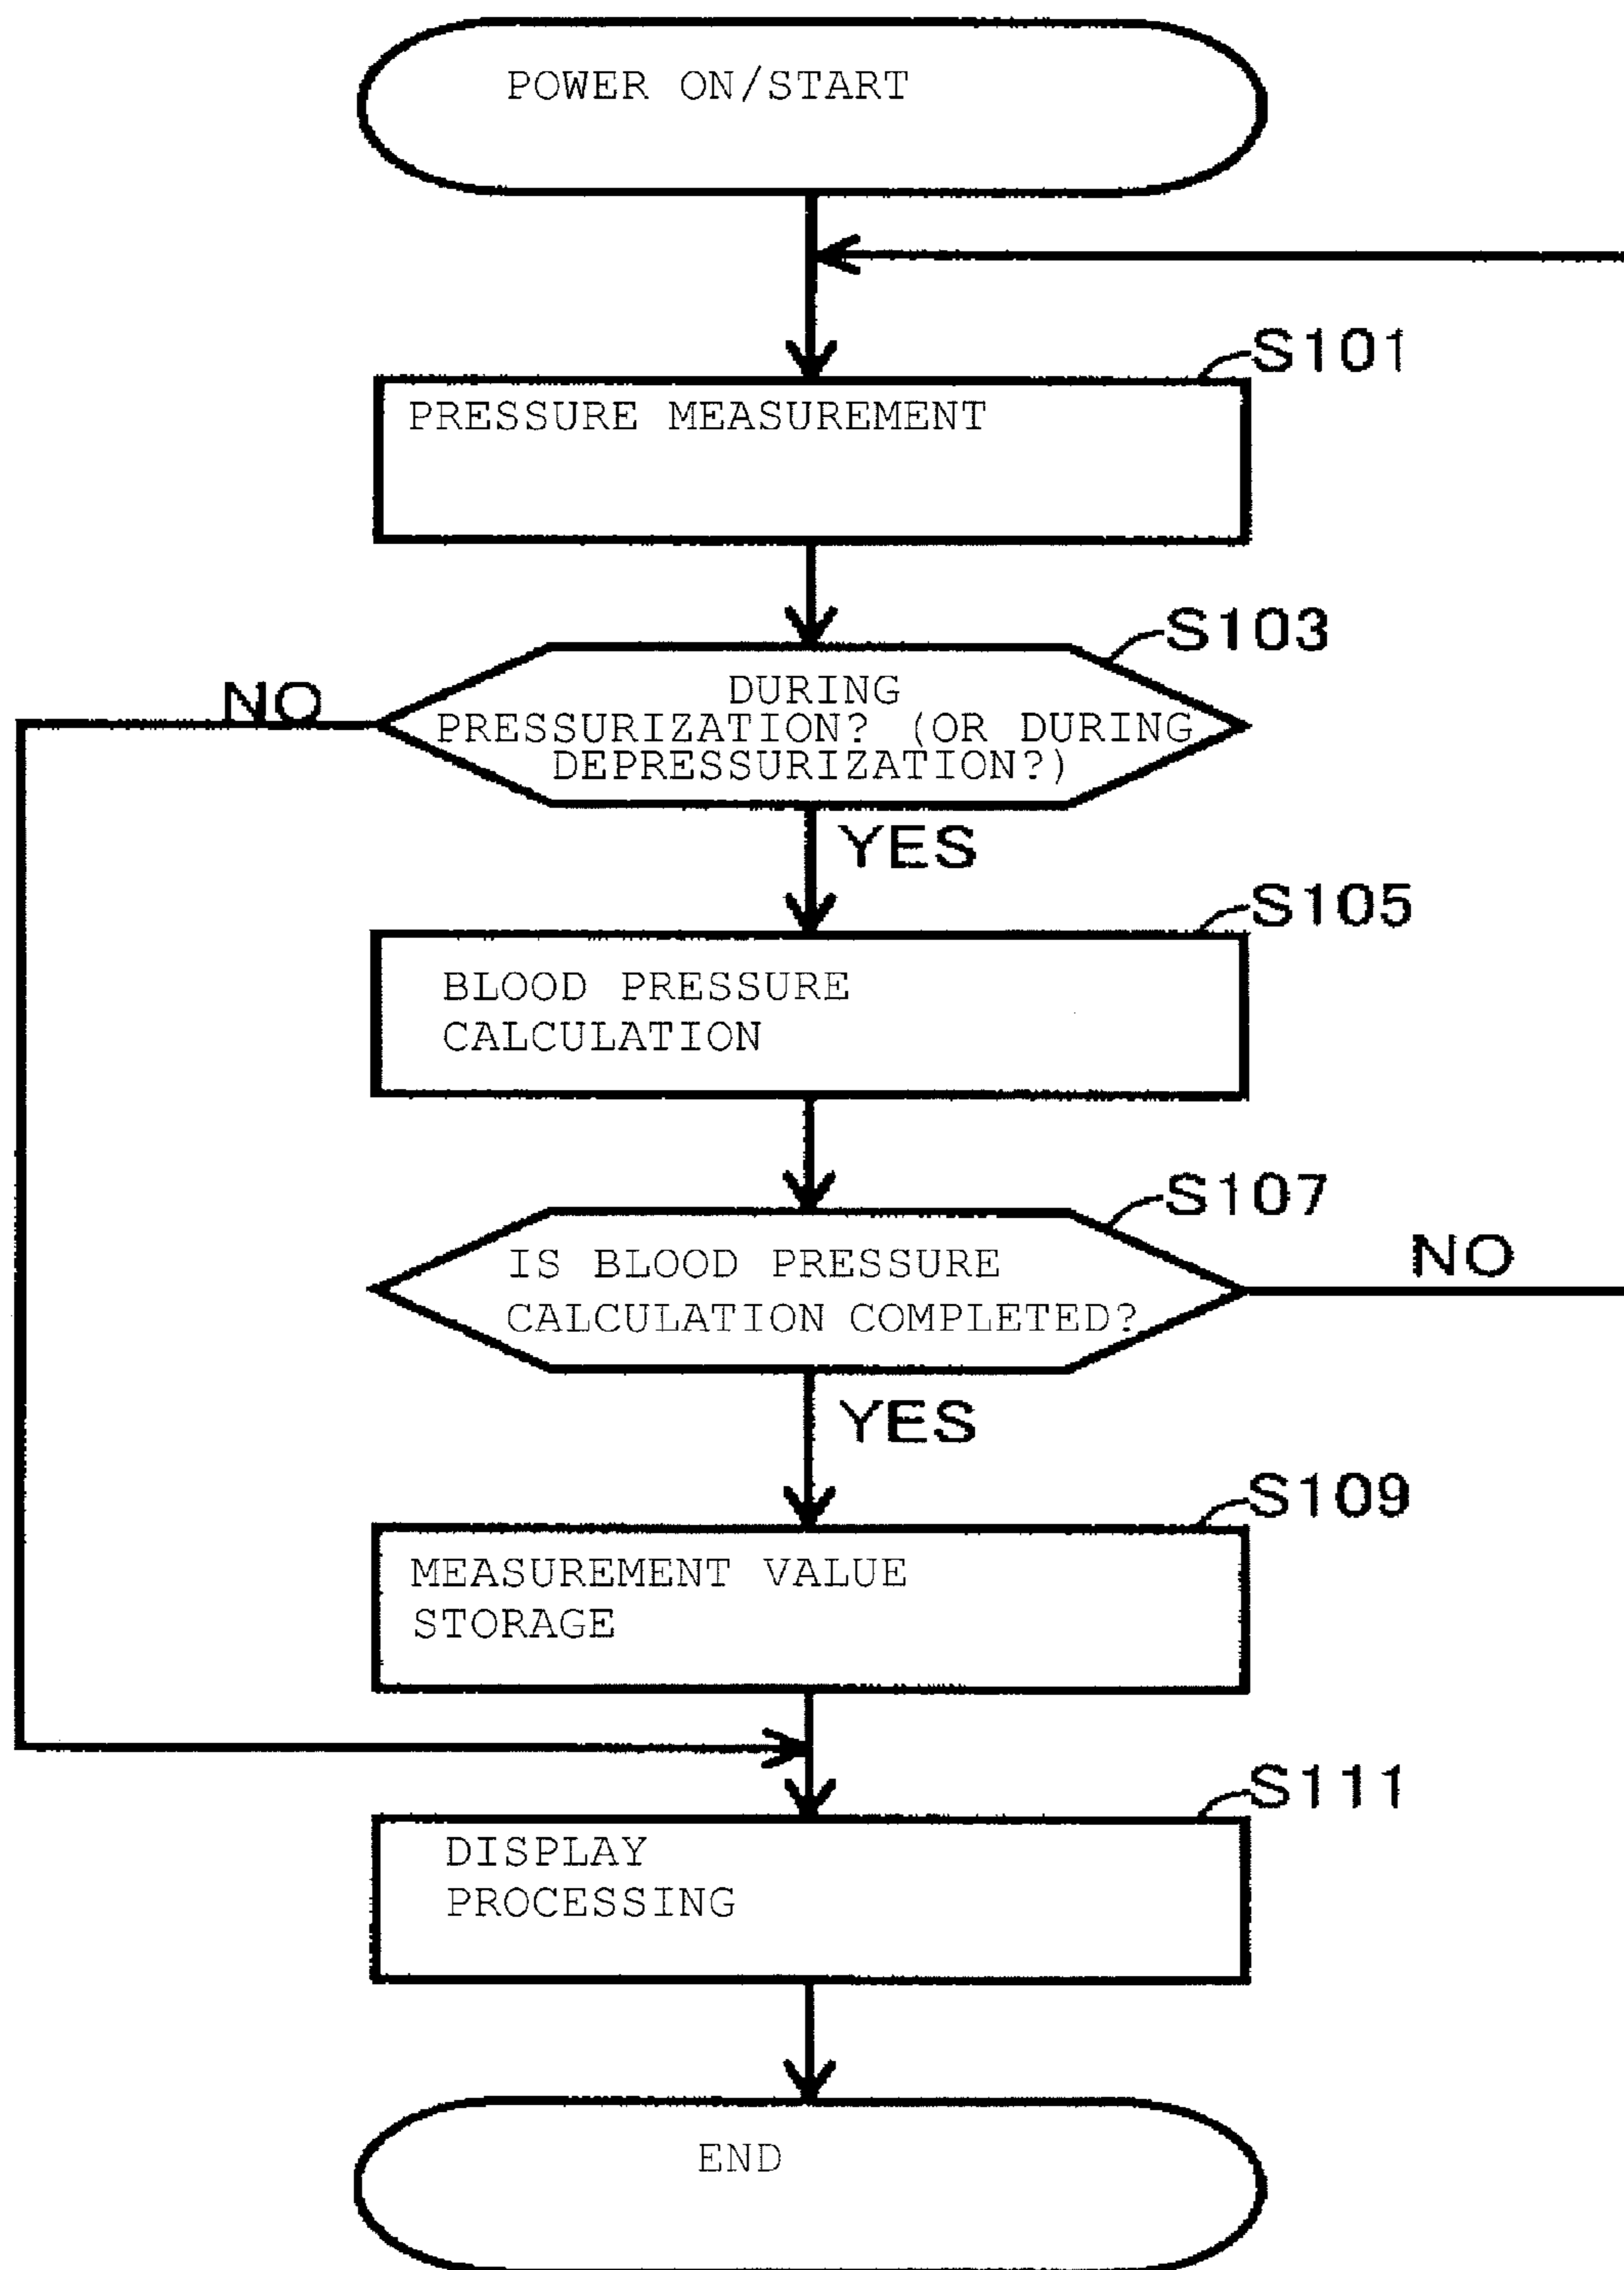 POWER ON/START
S101
PRESSURE MEASUREMENT
S103
NO
DURING
PRESSURIZATION? (OR DURING
DEPRESSURIZATION?)
YES
S105
BLOOD PRESSURE
CALCULATION
S107
IS BLOOD PRESSURE
CALCULATION COMPLETED?
NO
YES
S109
MEASUREMENT VALUE
STORAGE
S111
DISPLAY
PROCESSING
END